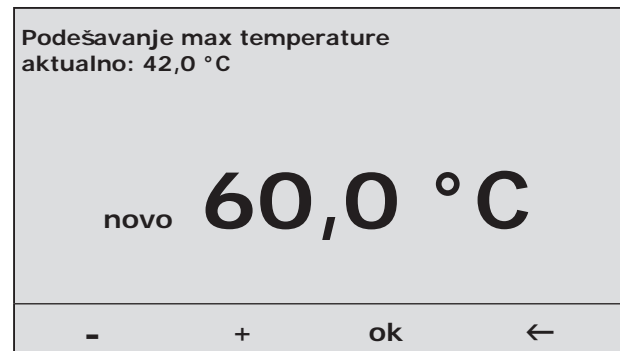 Podešavanje max temperature
aktualno: 42,0 °C
novo 60,0 °C
- + ok ←